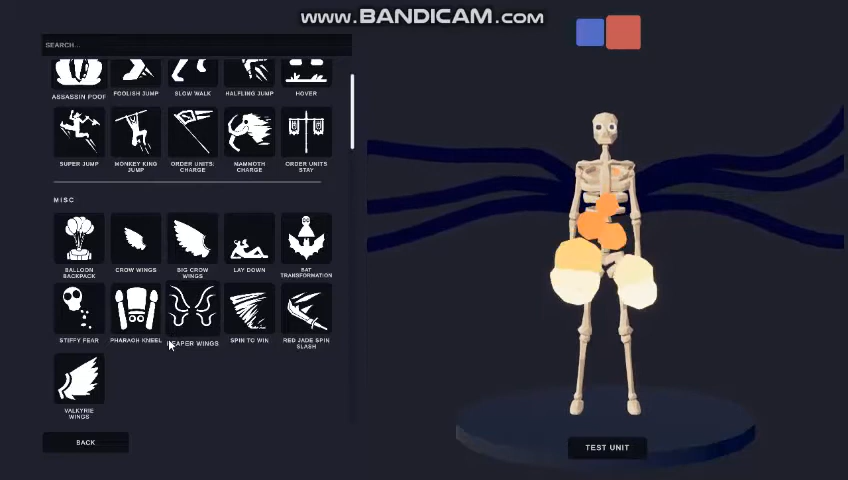 www.BANDICAM.com
SEARCH...
ASSASSIN POOF
FOOLISH JUMP
SLOW WALK
HALFLING JUMP
HOVER
SUPER JUMP
MONKEY KING
JUMP
ORDER UNITS:
CHARGE
MAMMOTH
CHARGE
ORDER UNITS
STAY
MISC
BALLOON
BACKPACK
CROW WINGS
BIG CROW
WINGS
LAY DOWN
BAT
TRANSFORMATION
STIFFY FEAR
PHARAOH KNEEL
REAPER WINGS
SPIN TO WIN
RED JADE SPIN
SLASH
VALKYRIE
WINGS
BACK
TEST UNIT